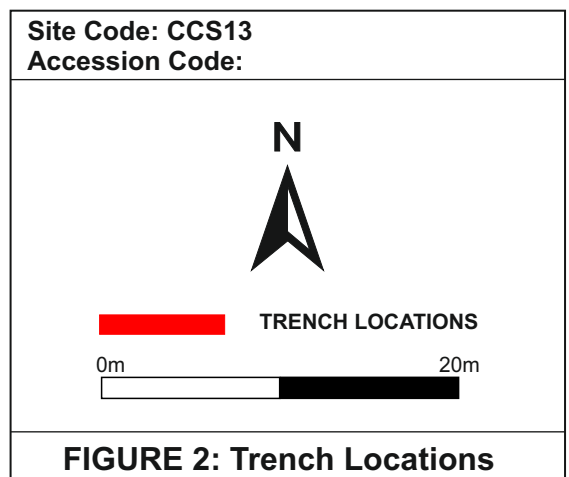 Site Code: CCS13
Accession Code:
N
TRENCH LOCATIONS
0m 20m
FIGURE 2: Trench Locations